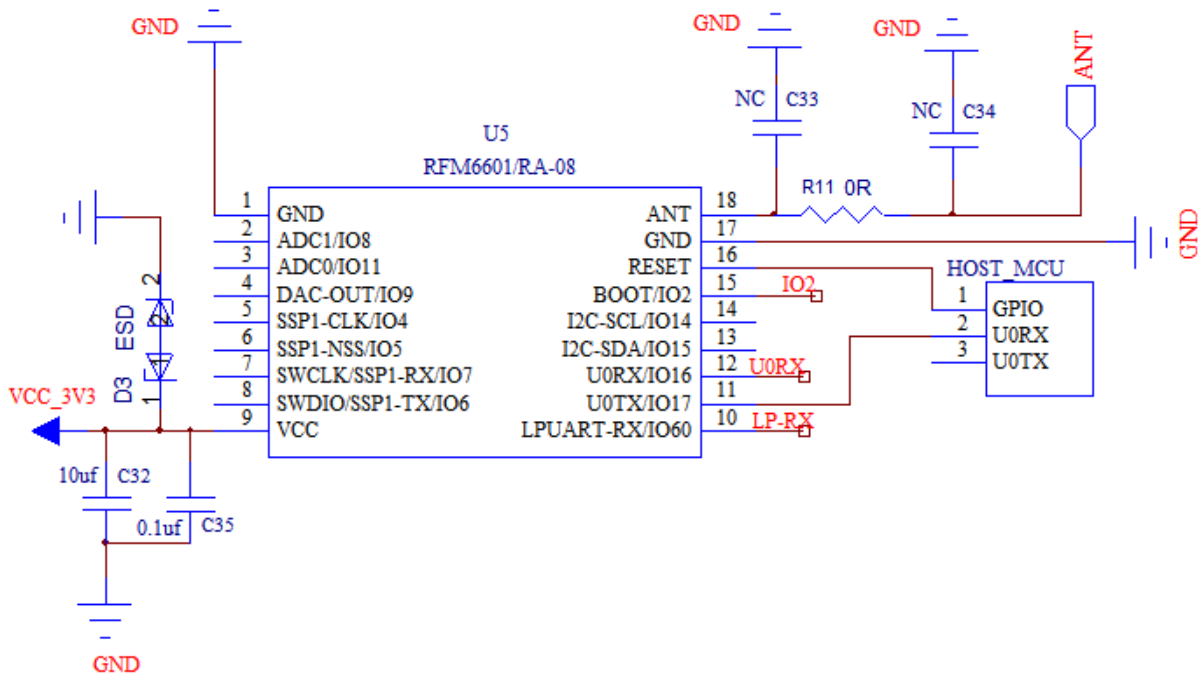 GND
GND
GND
ANT
NC C33
NC C34
U5
RFM6601/RA-08
R11 0R
1 GND
2 ADC1/IO8
3 ADC0/IO11
4 DAC-OUT/IO9
5 SSP1-CLK/IO4
6 SSP1-NSS/IO5
7 SWCLK/SSP1-RX/IO7
8 SWDIO/SSP1-TX/IO6
9 VCC
ANT 18
GND 17
RESET 16
BOOT/IO2 15
I2C-SCL/IO14 14
I2C-SDA/IO15 13
U0RX/IO16 12
U0TX/IO17 11
LPUART-RX/IO60 10
IO2
U0RX
LP-RX
GND
HOST_MCU
1 GPIO
2 U0RX
3 U0TX
2
2
1
1
D3 ESD
VCC_3V3
10uf C32
0.1uf C35
GND